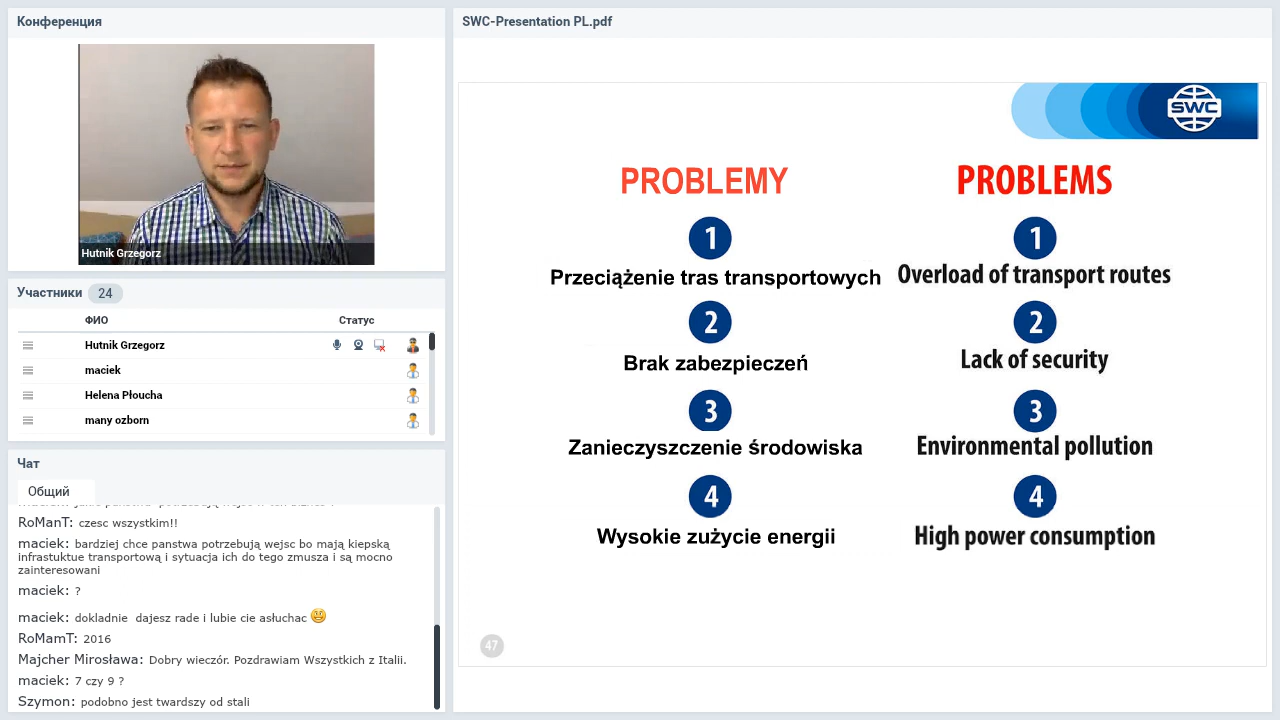 Конференция
Hutnik Grzegorz
Участники 24
ФИО Статус
Hutnik Grzegorz
maciek
Helena Płoucha
many ozborn
Чат
Общий
RoManT: czesc wszystkim!!
maciek: bardziej chce panstwa potrzebują wejsc bo mają kiepską
infrastuktue transportową i sytuacja ich do tego zmusza i są mocno
zainteresowani
maciek: ?
maciek: dokladnie dajesz rade i lubie cie asłuchac
RoMamT: 2016
Majcher Mirosława: Dobry wieczór. Pozdrawiam Wszystkich z Italii.
maciek: 7 czy 9 ?
Szymon: podobno jest twardszy od stali
SWC-Presentation PL.pdf
SWC
PROBLEMY
1
Przeciążenie tras transportowych
2
Brak zabezpieczeń
3
Zanieczyszczenie środowiska
4
Wysokie zużycie energii
PROBLEMS
1
Overload of transport routes
2
Lack of security
3
Environmental pollution
4
High power consumption
47